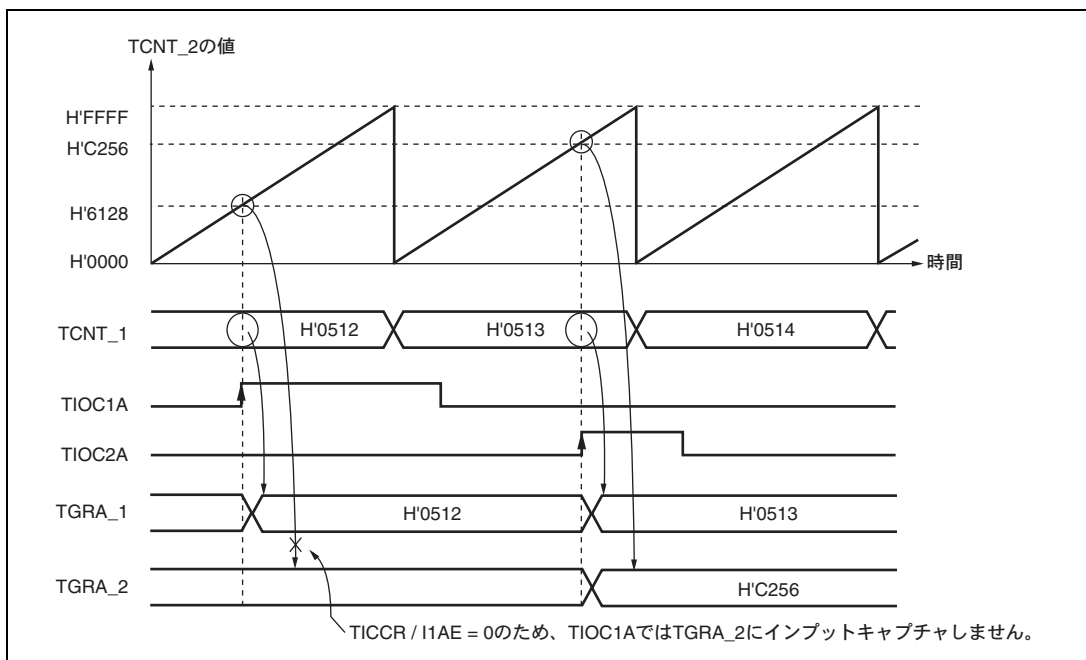 TCNT_2の値
H'FFFF
H'C256
H'6128
H'0000
時間
TCNT_1
H'0512
H'0513
H'0514
TIOC1A
TIOC2A
TGRA_1
H'0512
H'0513
TGRA_2
H'C256
TICCR / I1AE = 0のため、TIOC1AではTGRA_2にインプットキャプチャしません。